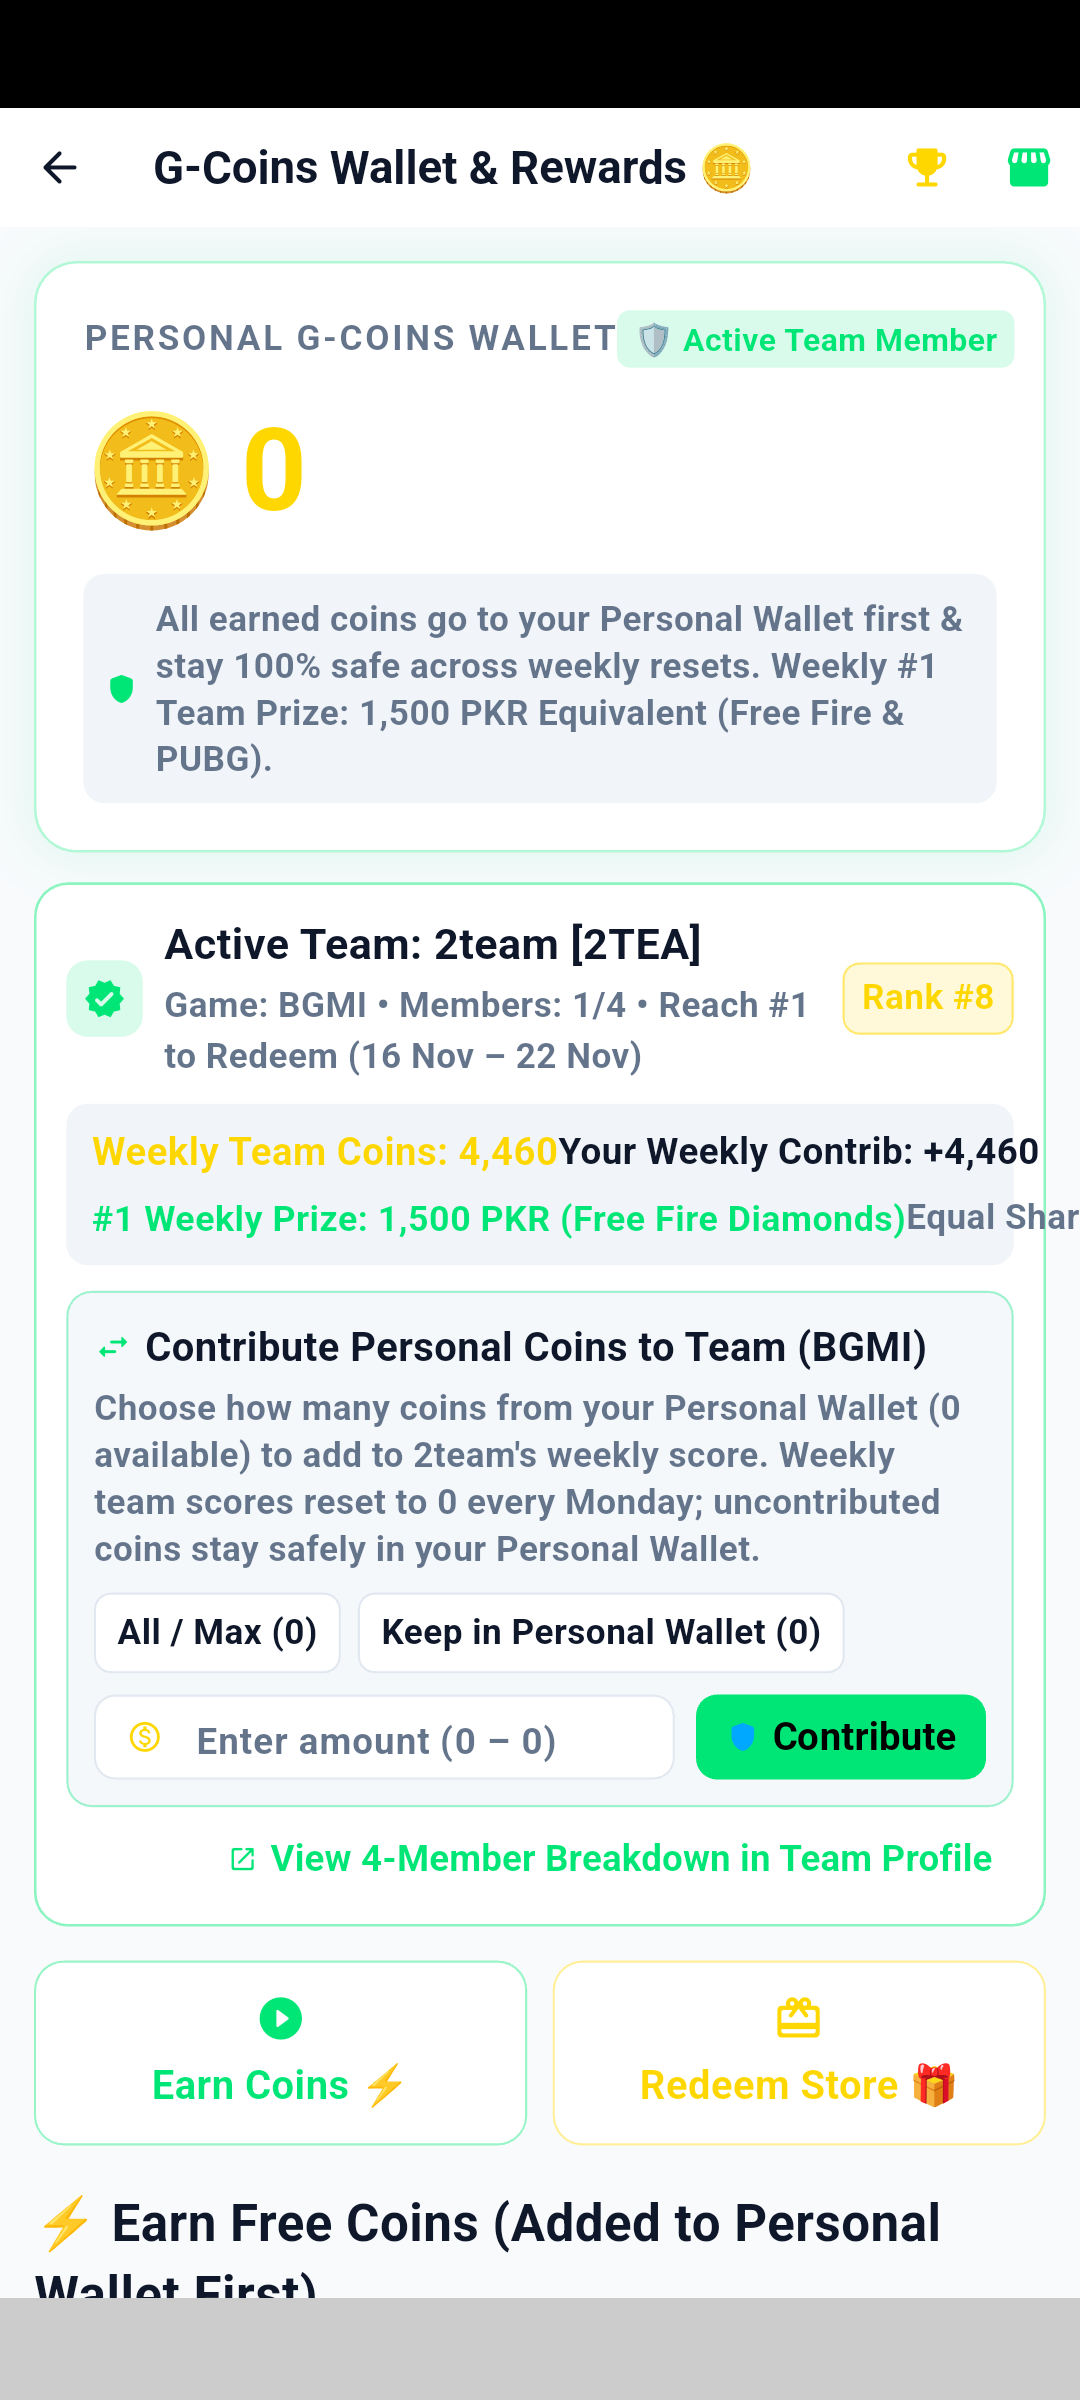 G-Coins Wallet & Rewards 🪙
PERSONAL G-COINS WALLET
🛡️ Active Team Member
🪙 0
All earned coins go to your Personal Wallet first &
stay 100% safe across weekly resets. Weekly #1
Team Prize: 1,500 PKR Equivalent (Free Fire &
PUBG).
Active Team: 2team [2TEA]
Game: BGMI • Members: 1/4 • Reach #1
to Redeem (16 Nov – 22 Nov)
Rank #8
Weekly Team Coins: 4,460
Your Weekly Contrib: +4,460
#1 Weekly Prize: 1,500 PKR (Free Fire Diamonds)
Equal Shar
Contribute Personal Coins to Team (BGMI)
Choose how many coins from your Personal Wallet (0
available) to add to 2team's weekly score. Weekly
team scores reset to 0 every Monday; uncontributed
coins stay safely in your Personal Wallet.
All / Max (0)
Keep in Personal Wallet (0)
Enter amount (0 – 0)
Contribute
View 4-Member Breakdown in Team Profile
Earn Coins ⚡
Redeem Store 🎁
⚡ Earn Free Coins (Added to Personal
Wallet First)